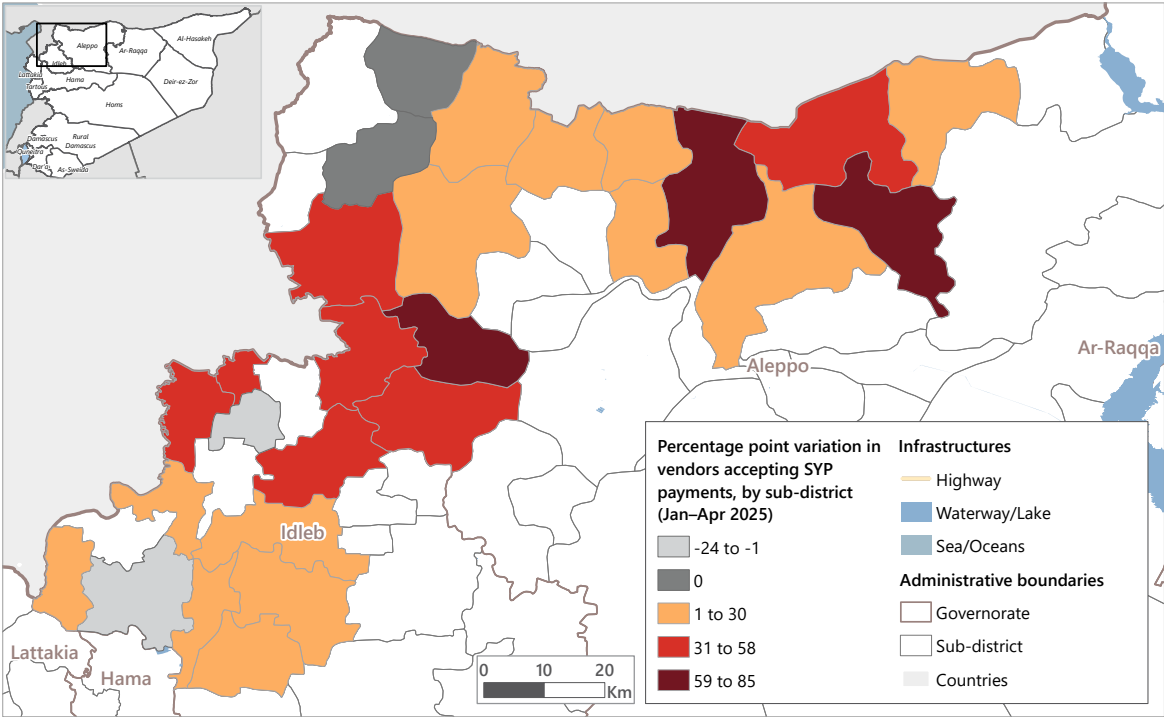 Aleppo
Ar-Raqqa
Al-Hasakeh
Idleb
Lattakia
Tartous
Hama
Deir-ez-Zor
Homs
Damascus
Rural
Damascus
Quneitra
Dar'a
As-Sweida
Ar-Raqqa
Aleppo
Idleb
Lattakia
Hama
0 10 20
Km
Percentage point variation in
vendors accepting SYP
payments, by sub-district
(Jan–Apr 2025)
-24 to -1
0
1 to 30
31 to 58
59 to 85
Infrastructures
Highway
Waterway/Lake
Sea/Oceans
Administrative boundaries
Governorate
Sub-district
Countries